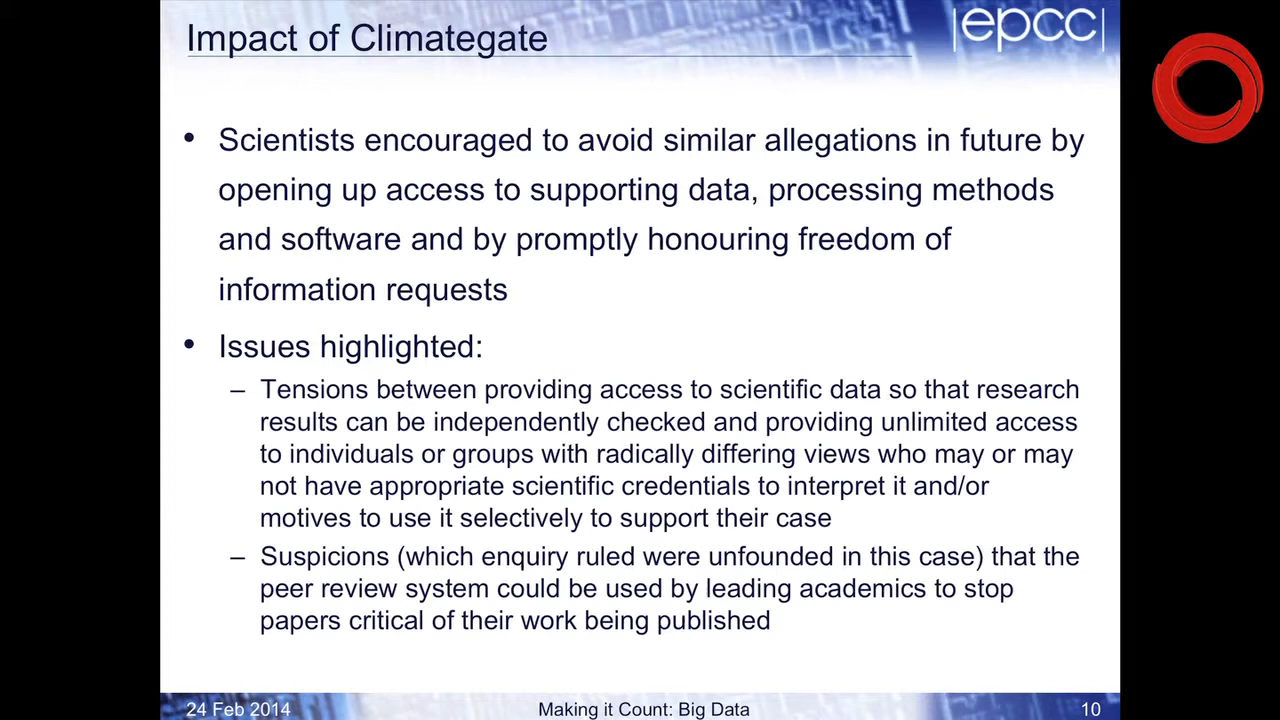 Impact of Climategate
|epcc|
• Scientists encouraged to avoid similar allegations in future by
opening up access to supporting data, processing methods
and software and by promptly honouring freedom of
information requests
• Issues highlighted:
– Tensions between providing access to scientific data so that research
results can be independently checked and providing unlimited access
to individuals or groups with radically differing views who may or may
not have appropriate scientific credentials to interpret it and/or
motives to use it selectively to support their case
– Suspicions (which enquiry ruled were unfounded in this case) that the
peer review system could be used by leading academics to stop
papers critical of their work being published
24 Feb 2014
Making it Count: Big Data
10